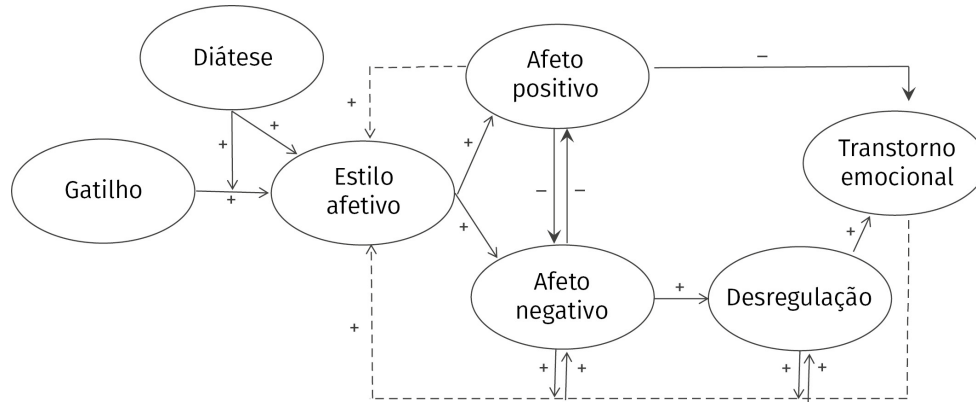 Diátese
Afeto
positivo
–
+
+
+
+
Gatilho
+
Estilo
afetivo
+
+
–
–
Transtorno
emocional
+
Afeto
negativo
+
Desregulação
+
+
+
+
+